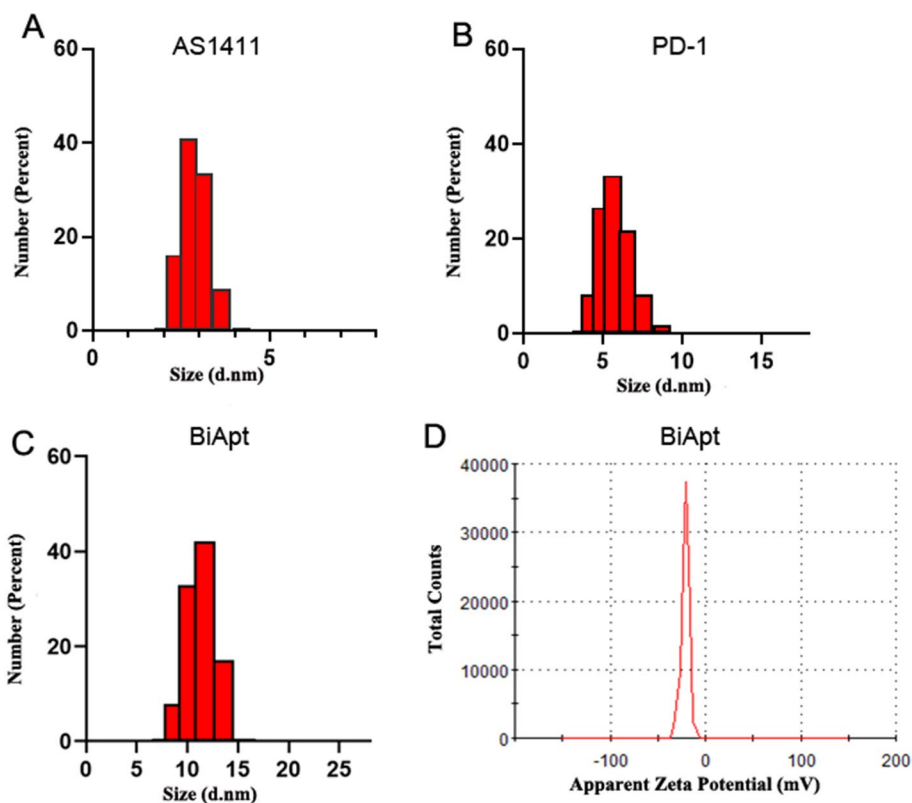 A
AS1411
60
40
20
0
Number (Percent)
0 5
Size (d.nm)
B
PD-1
60
40
20
0
Number (Percent)
0 5 10 15
Size (d.nm)
C
BiApt
60
40
20
0
Number (Percent)
0 5 10 15 20 25
Size (d.nm)
D
BiApt
40000
30000
20000
10000
0
Total Counts
-100 0 100 200
Apparent Zeta Potential (mV)